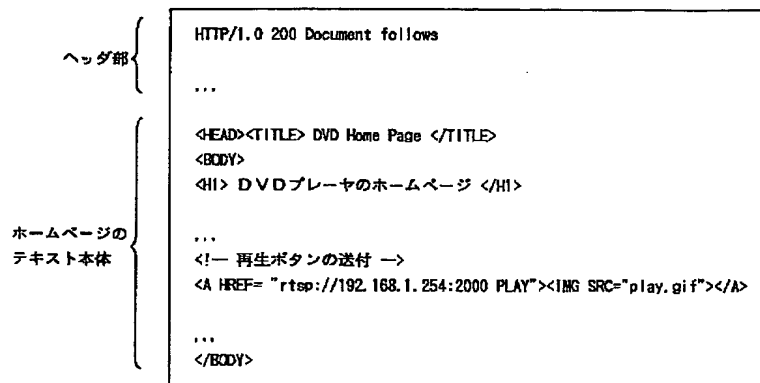 ヘッダ部
HTTP/1.0 200 Document follows
...
ホームページの
テキスト本体
<HEAD><TITLE> DVD Home Page </TITLE>
<BODY>
<H1> DVDプレーヤのホームページ </H1>
...
<!— 再生ボタンの送付 —>
<A HREF= "rtsp://192.168.1.254:2000 PLAY"><IMG SRC="play.gif"></A>
...
</BODY>